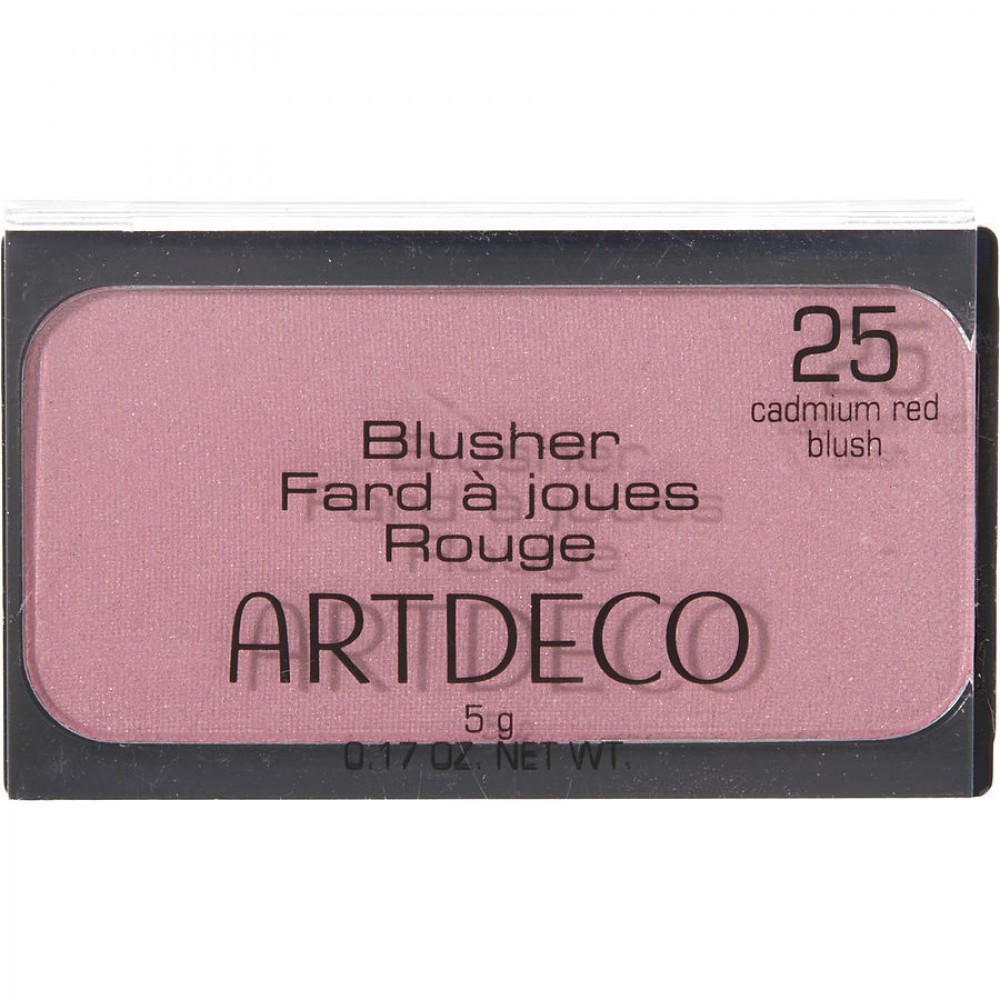 25
cadmium red
blush
Blusher
Fard à joues
Rouge
ARTDECO
5 g
0.17 OZ. NET WT.